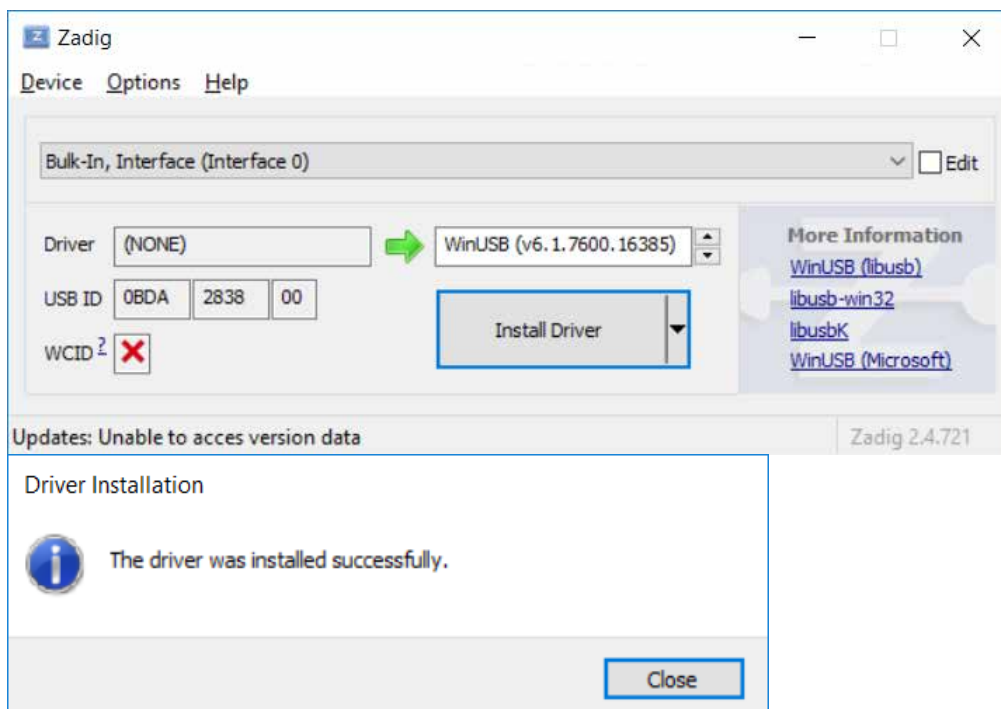 Zadig
Device Options Help
Bulk-In, Interface (Interface 0)
Edit
Driver (NONE) WinUSB (v6.1.7600.16385)
USB ID 0BDA 2838 00
WCID ?
Install Driver
More Information
WinUSB (libusb)
libusb-win32
libusbK
WinUSB (Microsoft)
Updates: Unable to acces version data
Zadig 2.4.721
Driver Installation
The driver was installed successfully.
Close